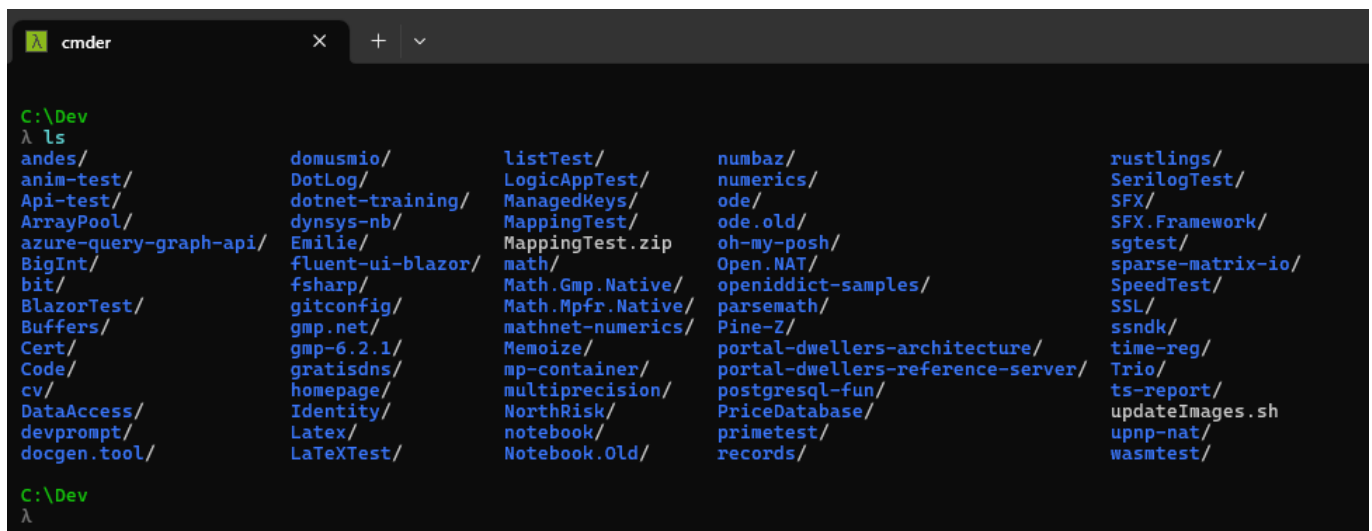 λ cmder × +
C:\Dev
λ ls
andes/ domusmio/ listTest/ numbaz/ rustlings/
anim-test/ DotLog/ LogicAppTest/ numerics/ SerilogTest/
Api-test/ dotnet-training/ ManagedKeys/ ode/ SFX/
ArrayPool/ dynsys-nb/ MappingTest/ ode.old/ SFX.Framework/
azure-query-graph-api/ Emilie/ MappingTest.zip oh-my-posh/ sgtest/
BigInt/ fluent-ui-blazor/ math/ Open.NAT/ sparse-matrix-io/
bit/ fsharp/ Math.Gmp.Native/ openiddict-samples/ SpeedTest/
BlazorTest/ gitconfig/ Math.Mpfr.Native/ parsemath/ SSL/
Buffers/ gmp.net/ mathnet-numerics/ Pine-Z/ ssndk/
Cert/ gmp-6.2.1/ Memoize/ portal-dwellers-architecture/ time-reg/
Code/ gratisdns/ mp-container/ portal-dwellers-reference-server/ Trio/
cv/ homepage/ multiprecision/ postgresql-fun/ ts-report/
DataAccess/ Identity/ NorthRisk/ PriceDatabase/ updateImages.sh
devprompt/ Latex/ notebook/ primetest/ upnp-nat/
docgen.tool/ LaTeXTest/ Notebook.Old/ records/ wasmtest/
C:\Dev
λ